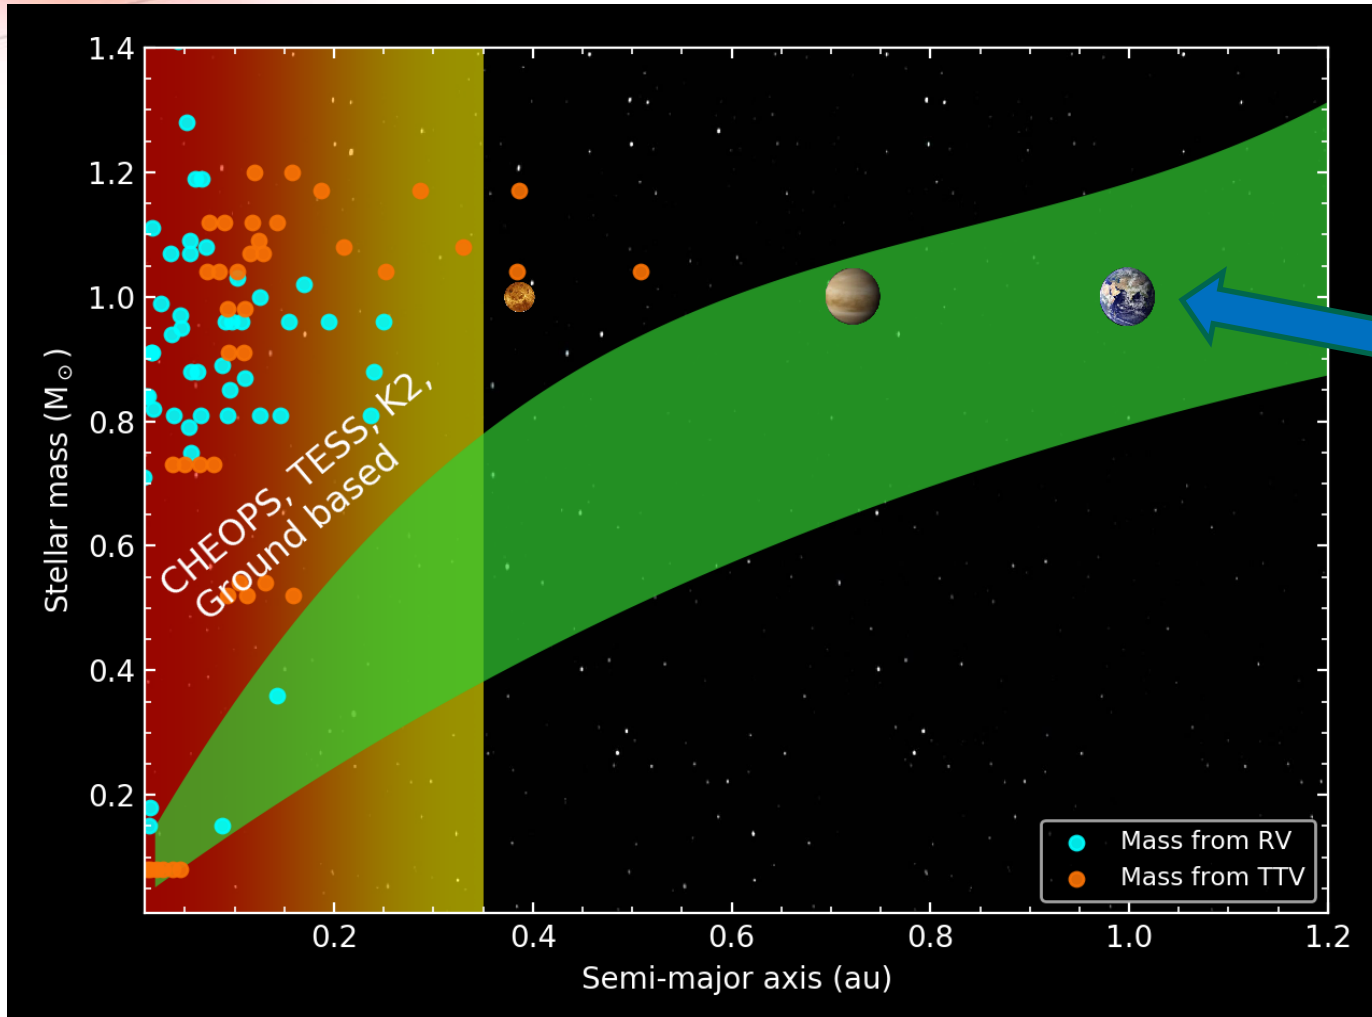 1.4
1.2
1.0
0.8
0.6
0.4
0.2
Stellar mass (M☉)
CHEOPS, TESS, K2,
Ground based
Mass from RV
Mass from TTV
0.2 0.4 0.6 0.8 1.0 1.2
Semi-major axis (au)